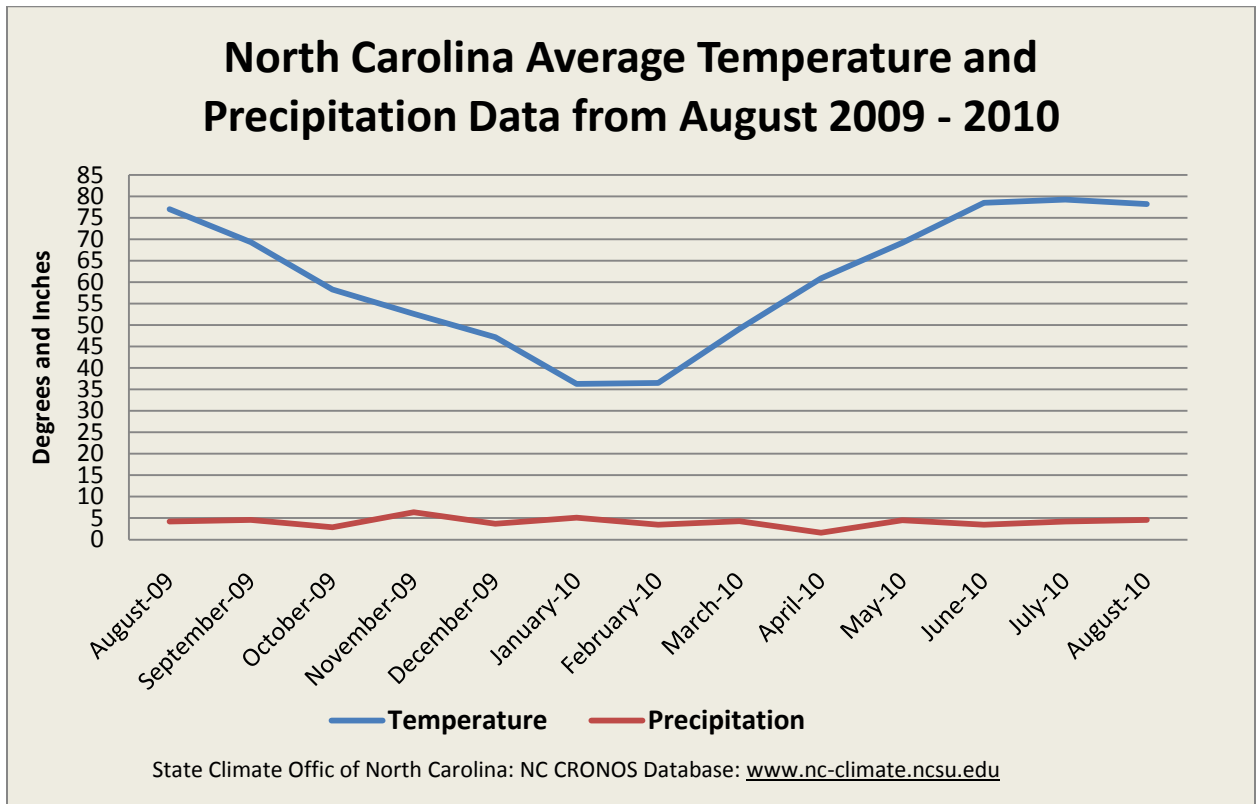 North Carolina Average Temperature and
Precipitation Data from August 2009 - 2010
85
80
75
70
65
60
55
50
45
40
35
30
25
20
15
10
5
0
Degrees and Inches
August-09
September-09
October-09
November-09
December-09
January-10
February-10
March-10
April-10
May-10
June-10
July-10
August-10
Temperature Precipitation
State Climate Offic of North Carolina: NC CRONOS Database: www.nc-climate.ncsu.edu